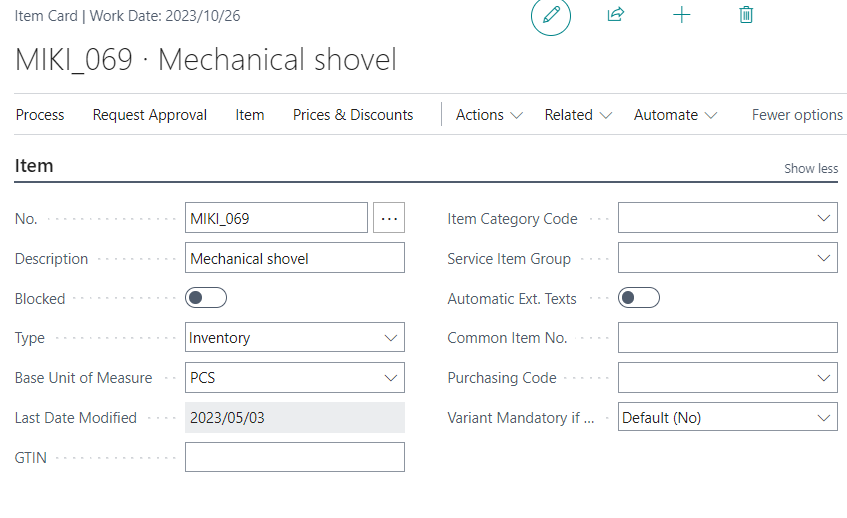 Item Card | Work Date: 2023/10/26
MIKI_069 · Mechanical shovel
Process Request Approval Item Prices & Discounts Actions Related Automate Fewer options
Item Show less
No. MIKI_069 ...
Description Mechanical shovel
Blocked
Type Inventory
Base Unit of Measure PCS
Last Date Modified 2023/05/03
GTIN
Item Category Code
Service Item Group
Automatic Ext. Texts
Common Item No.
Purchasing Code
Variant Mandatory if ... Default (No)